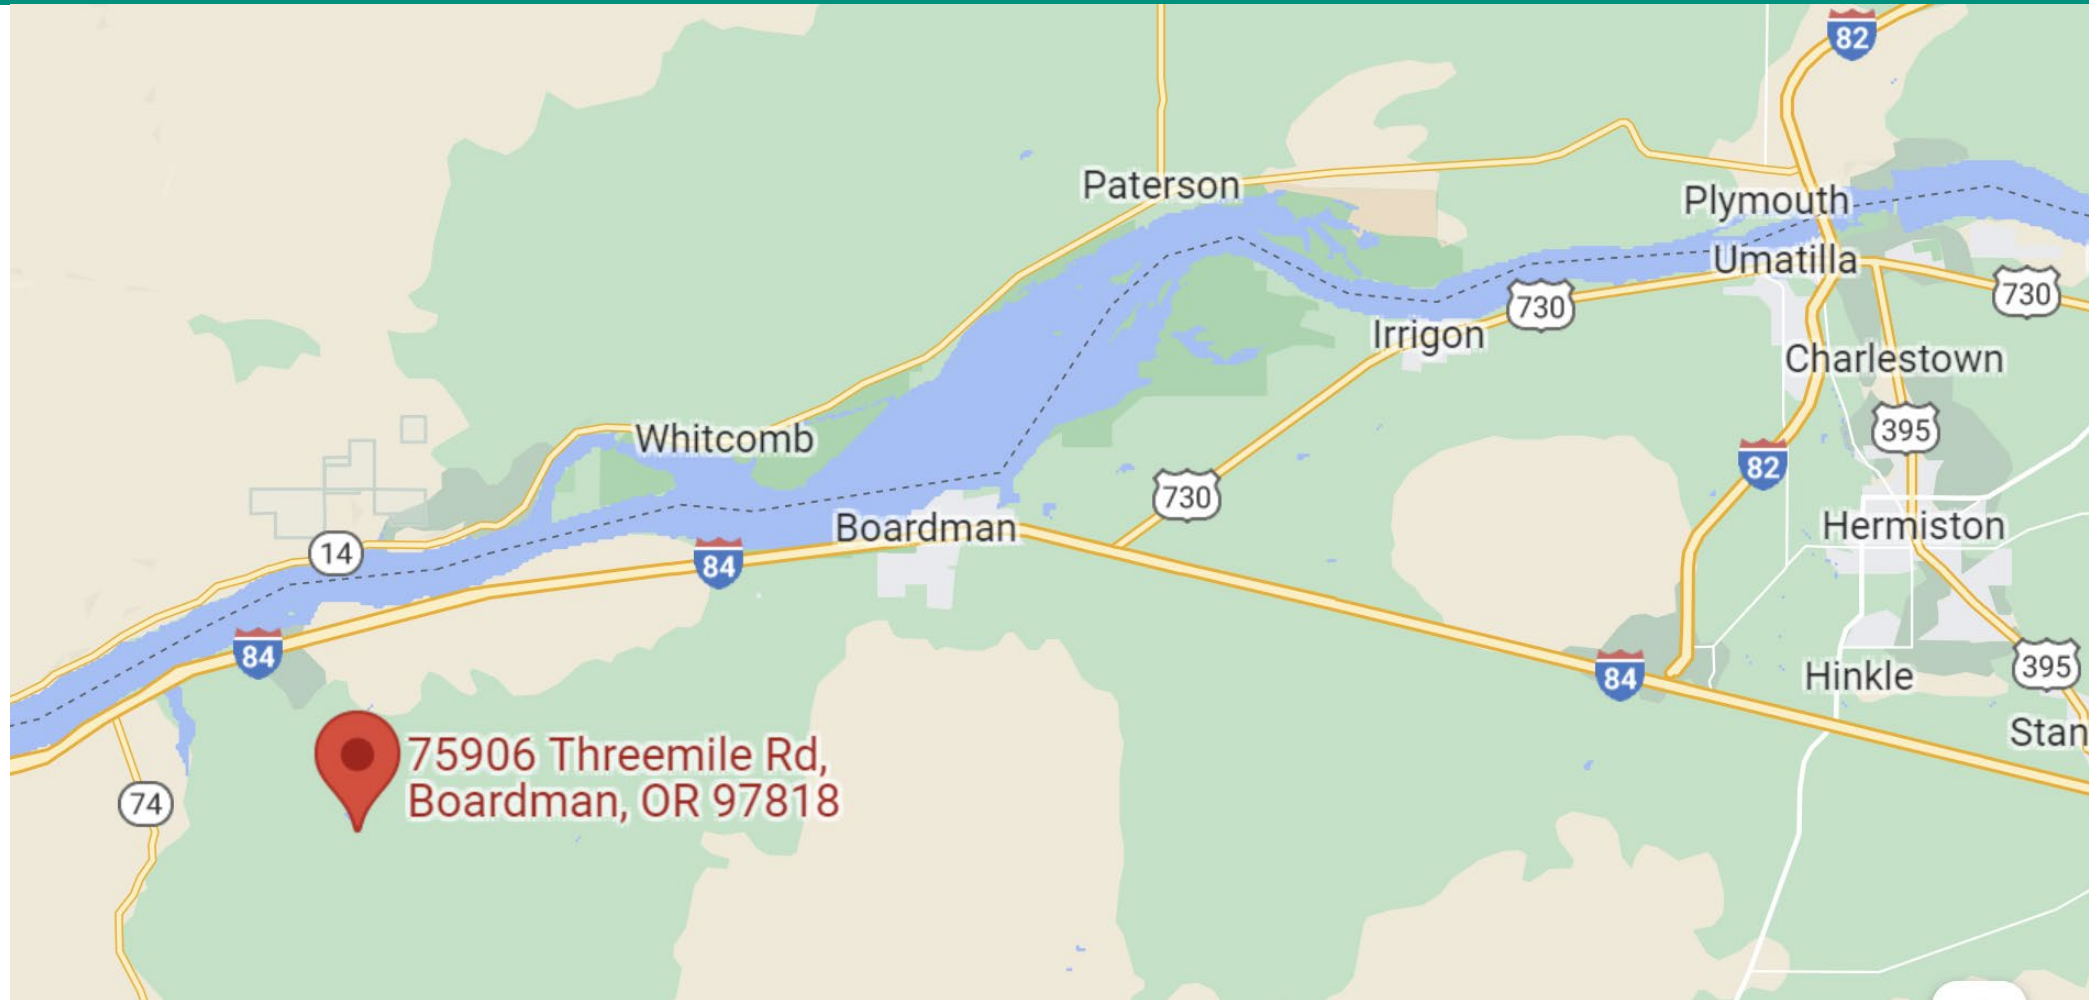 82
Paterson
Plymouth
Umatilla
730
730
Irrigon
Charlestown
395
Whitcomb
82
730
Boardman
Hermiston
14
84
84
84
Hinkle
395
Stan
75906 Threemile Rd,
Boardman, OR 97818
74